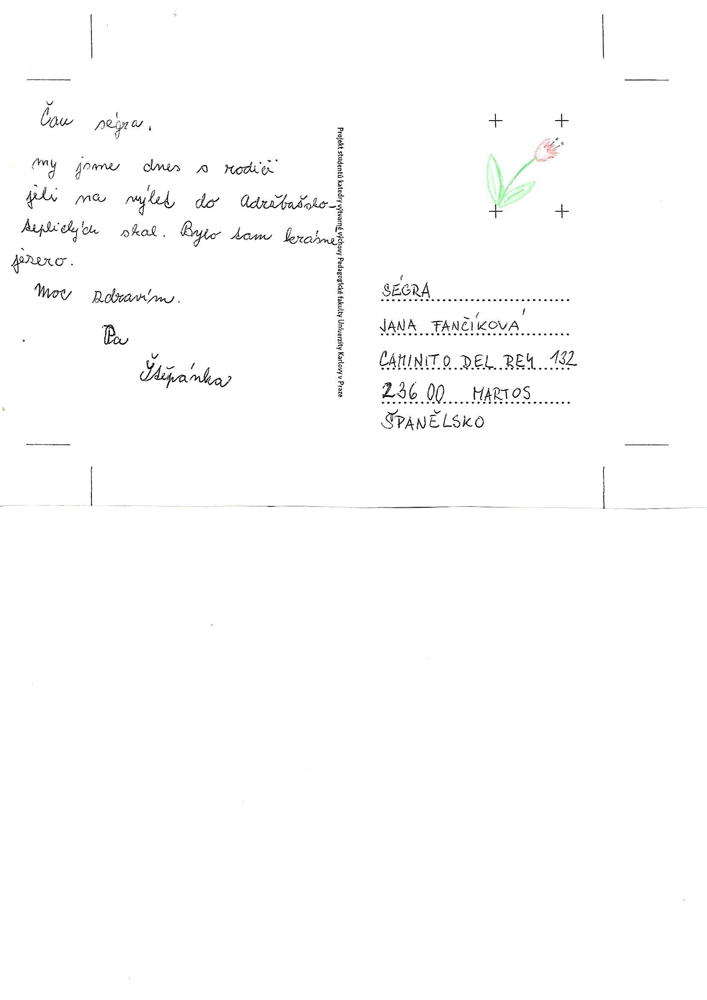 Čau ségra.
my jsme dnes s rodiči
jeli na výlet do Adršbašsko-
teplických skal. Bylo tam krásné
jezero.
Moc zdravím.
Pa
Štěpánka
Projekt studentů katedry výtvarné výchovy Pedagogické fakulty Univerzity Karlovy v Praze
SÉGRA
JANA FANČÍKOVÁ
CAMINITO DEL REY 132
236 00 MARTOS
ŠPANĚLSKO